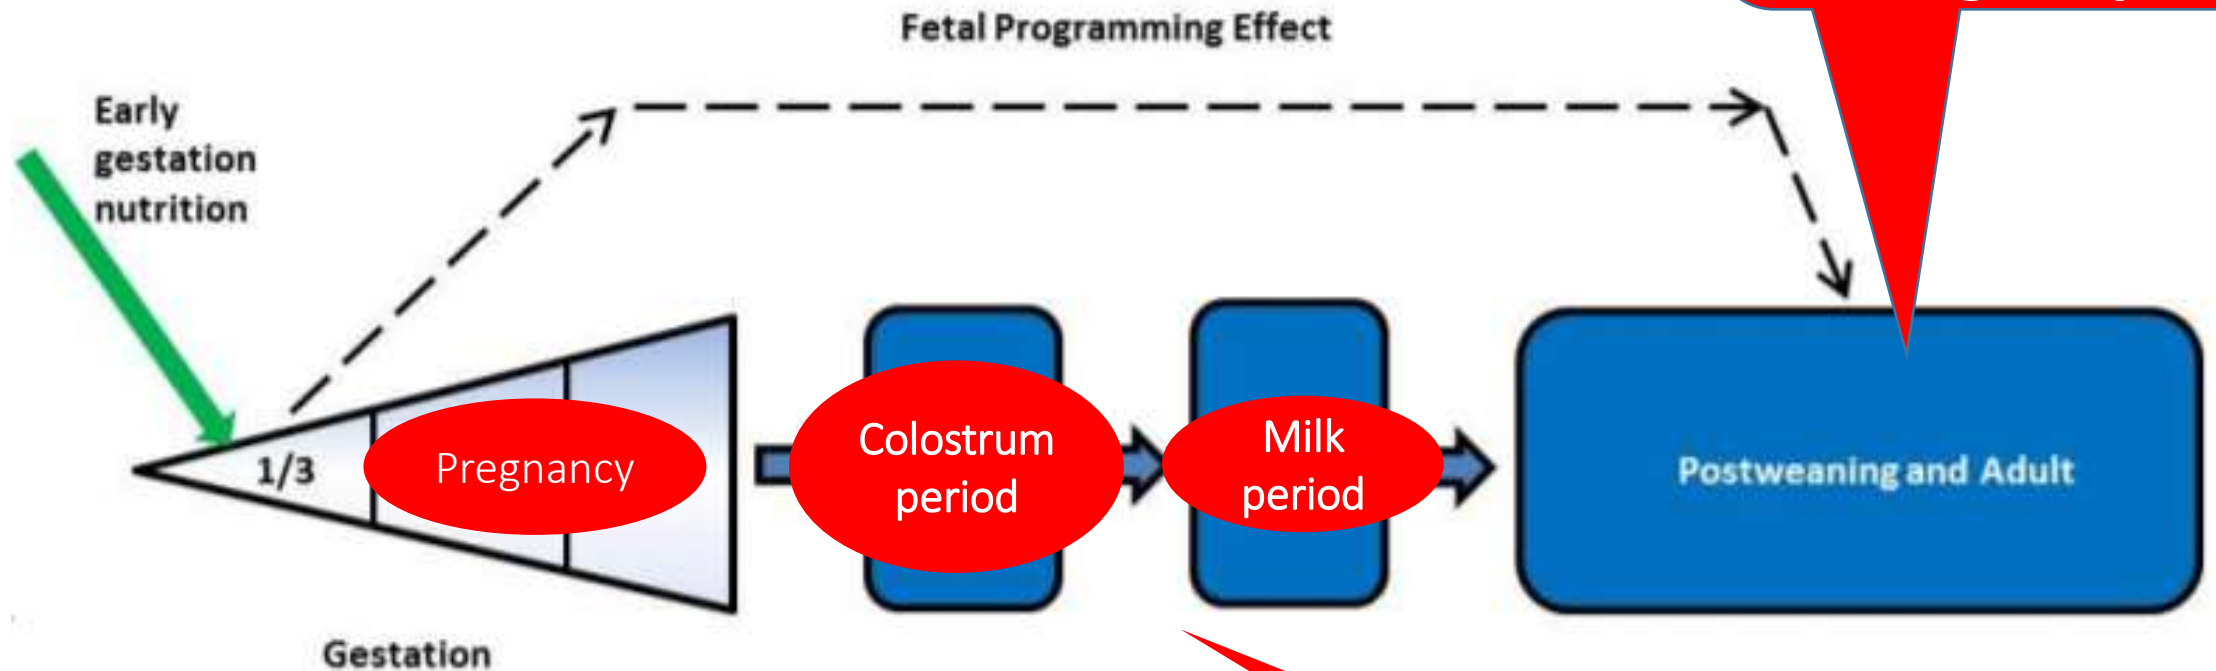 Fetal Programming Effect
Early
gestation
nutrition
1/3
Pregnancy
Colostrum
period
Milk
period
Postweaning and Adult
Gestation